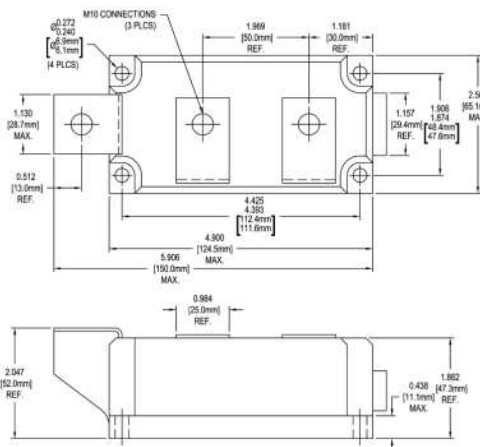 M10 CONNECTIONS
(3 PLCS)
Ø 0.272
0.240
[Ø 6.9mm
6.1mm]
(4 PLCS)
1.969
[50.0mm]
REF.
1.181
[30.0mm]
REF.
1.130
[28.7mm]
MAX.
1.157
[29.4mm]
REF.
1.906
1.874
[48.4mm
47.6mm]
[65.1m
MA
0.512
[13.0mm]
REF.
4.425
4.393
[112.4mm
111.6mm]
4.900
[124.5mm]
MAX.
5.906
[150.0mm]
MAX.
0.984
[25.0mm]
REF.
2.047
[52.0mm]
REF.
0.438
[11.1mm]
MAX.
1.862
[47.3mm]
REF.